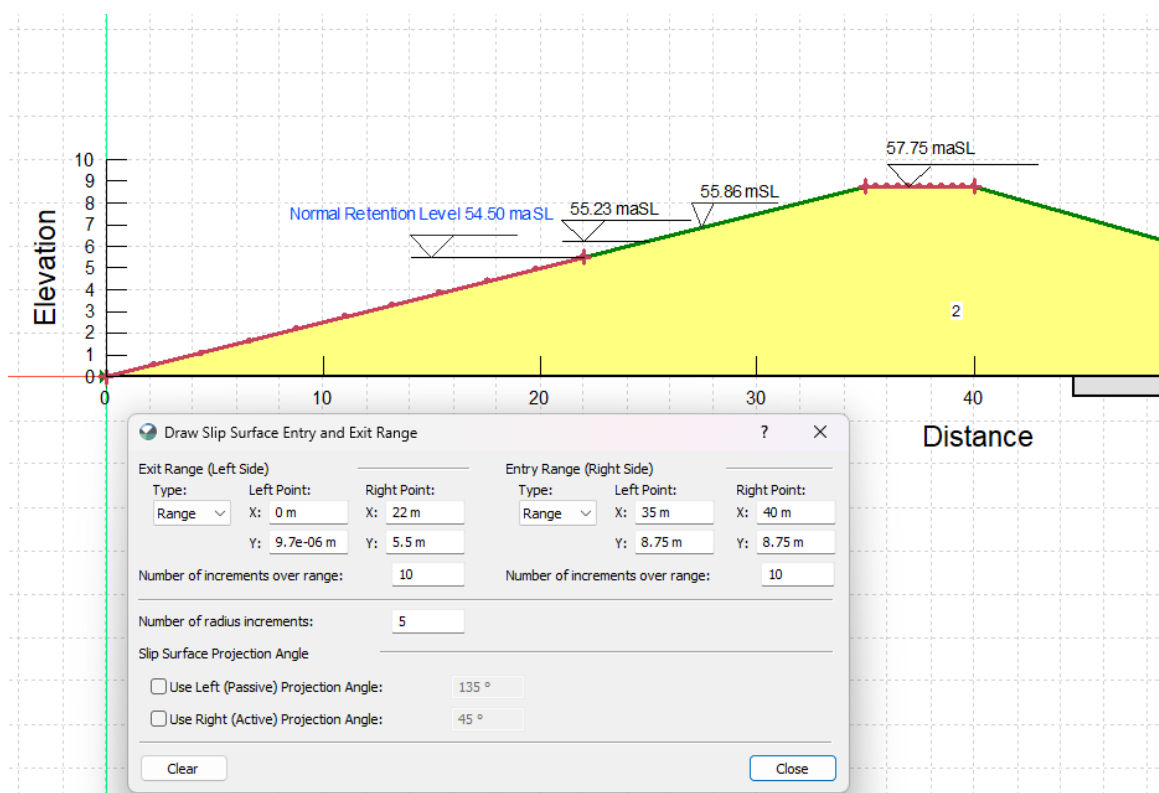 57.75 maSL
55.86 mSL
Normal Retention Level 54.50 maSL 55.23 maSL
10
9
8
7
6
5
4
3
2
1
0
Elevation
2
0 10 20 30 40
Distance
Draw Slip Surface Entry and Exit Range ? ×
Exit Range (Left Side) Entry Range (Right Side)
Type: Left Point: Right Point: Type: Left Point: Right Point:
Range X: 0 m X: 22 m Range X: 35 m X: 40 m
Y: 9.7e-06 m Y: 5.5 m Y: 8.75 m Y: 8.75 m
Number of increments over range: 10 Number of increments over range: 10
Number of radius increments: 5
Slip Surface Projection Angle
Use Left (Passive) Projection Angle: 135 °
Use Right (Active) Projection Angle: 45 °
Clear Close